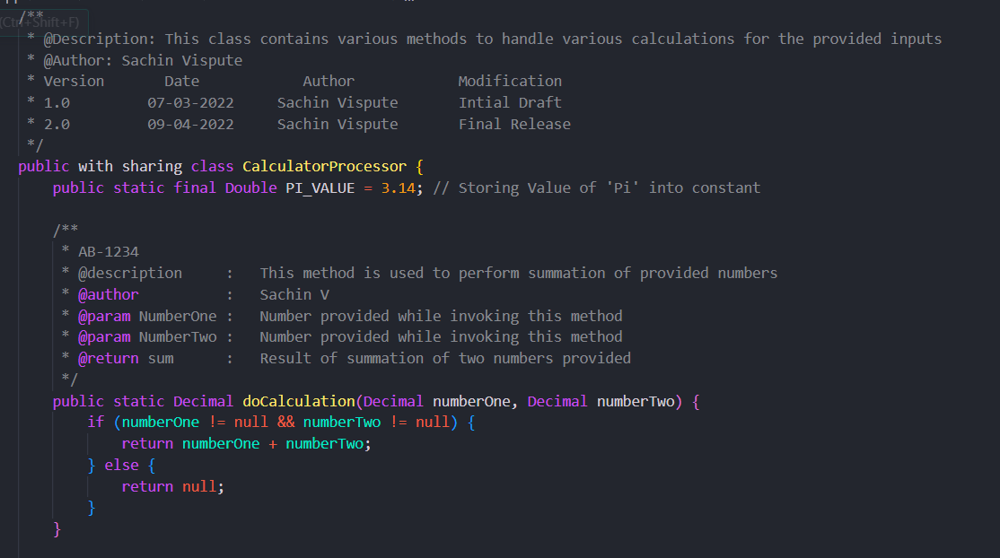 (Ctrl+Shift+F)
/**
* @Description: This class contains various methods to handle various calculations for the provided inputs
* @Author: Sachin Vispute
* Version Date Author Modification
* 1.0 07-03-2022 Sachin Vispute Intial Draft
* 2.0 09-04-2022 Sachin Vispute Final Release
*/
public with sharing class CalculatorProcessor {
public static final Double PI_VALUE = 3.14; // Storing Value of 'Pi' into constant
/**
* AB-1234
* @description : This method is used to perform summation of provided numbers
* @author : Sachin V
* @param NumberOne : Number provided while invoking this method
* @param NumberTwo : Number provided while invoking this method
* @return sum : Result of summation of two numbers provided
*/
public static Decimal doCalculation(Decimal numberOne, Decimal numberTwo) {
if (numberOne != null && numberTwo != null) {
return numberOne + numberTwo;
} else {
return null;
}
}